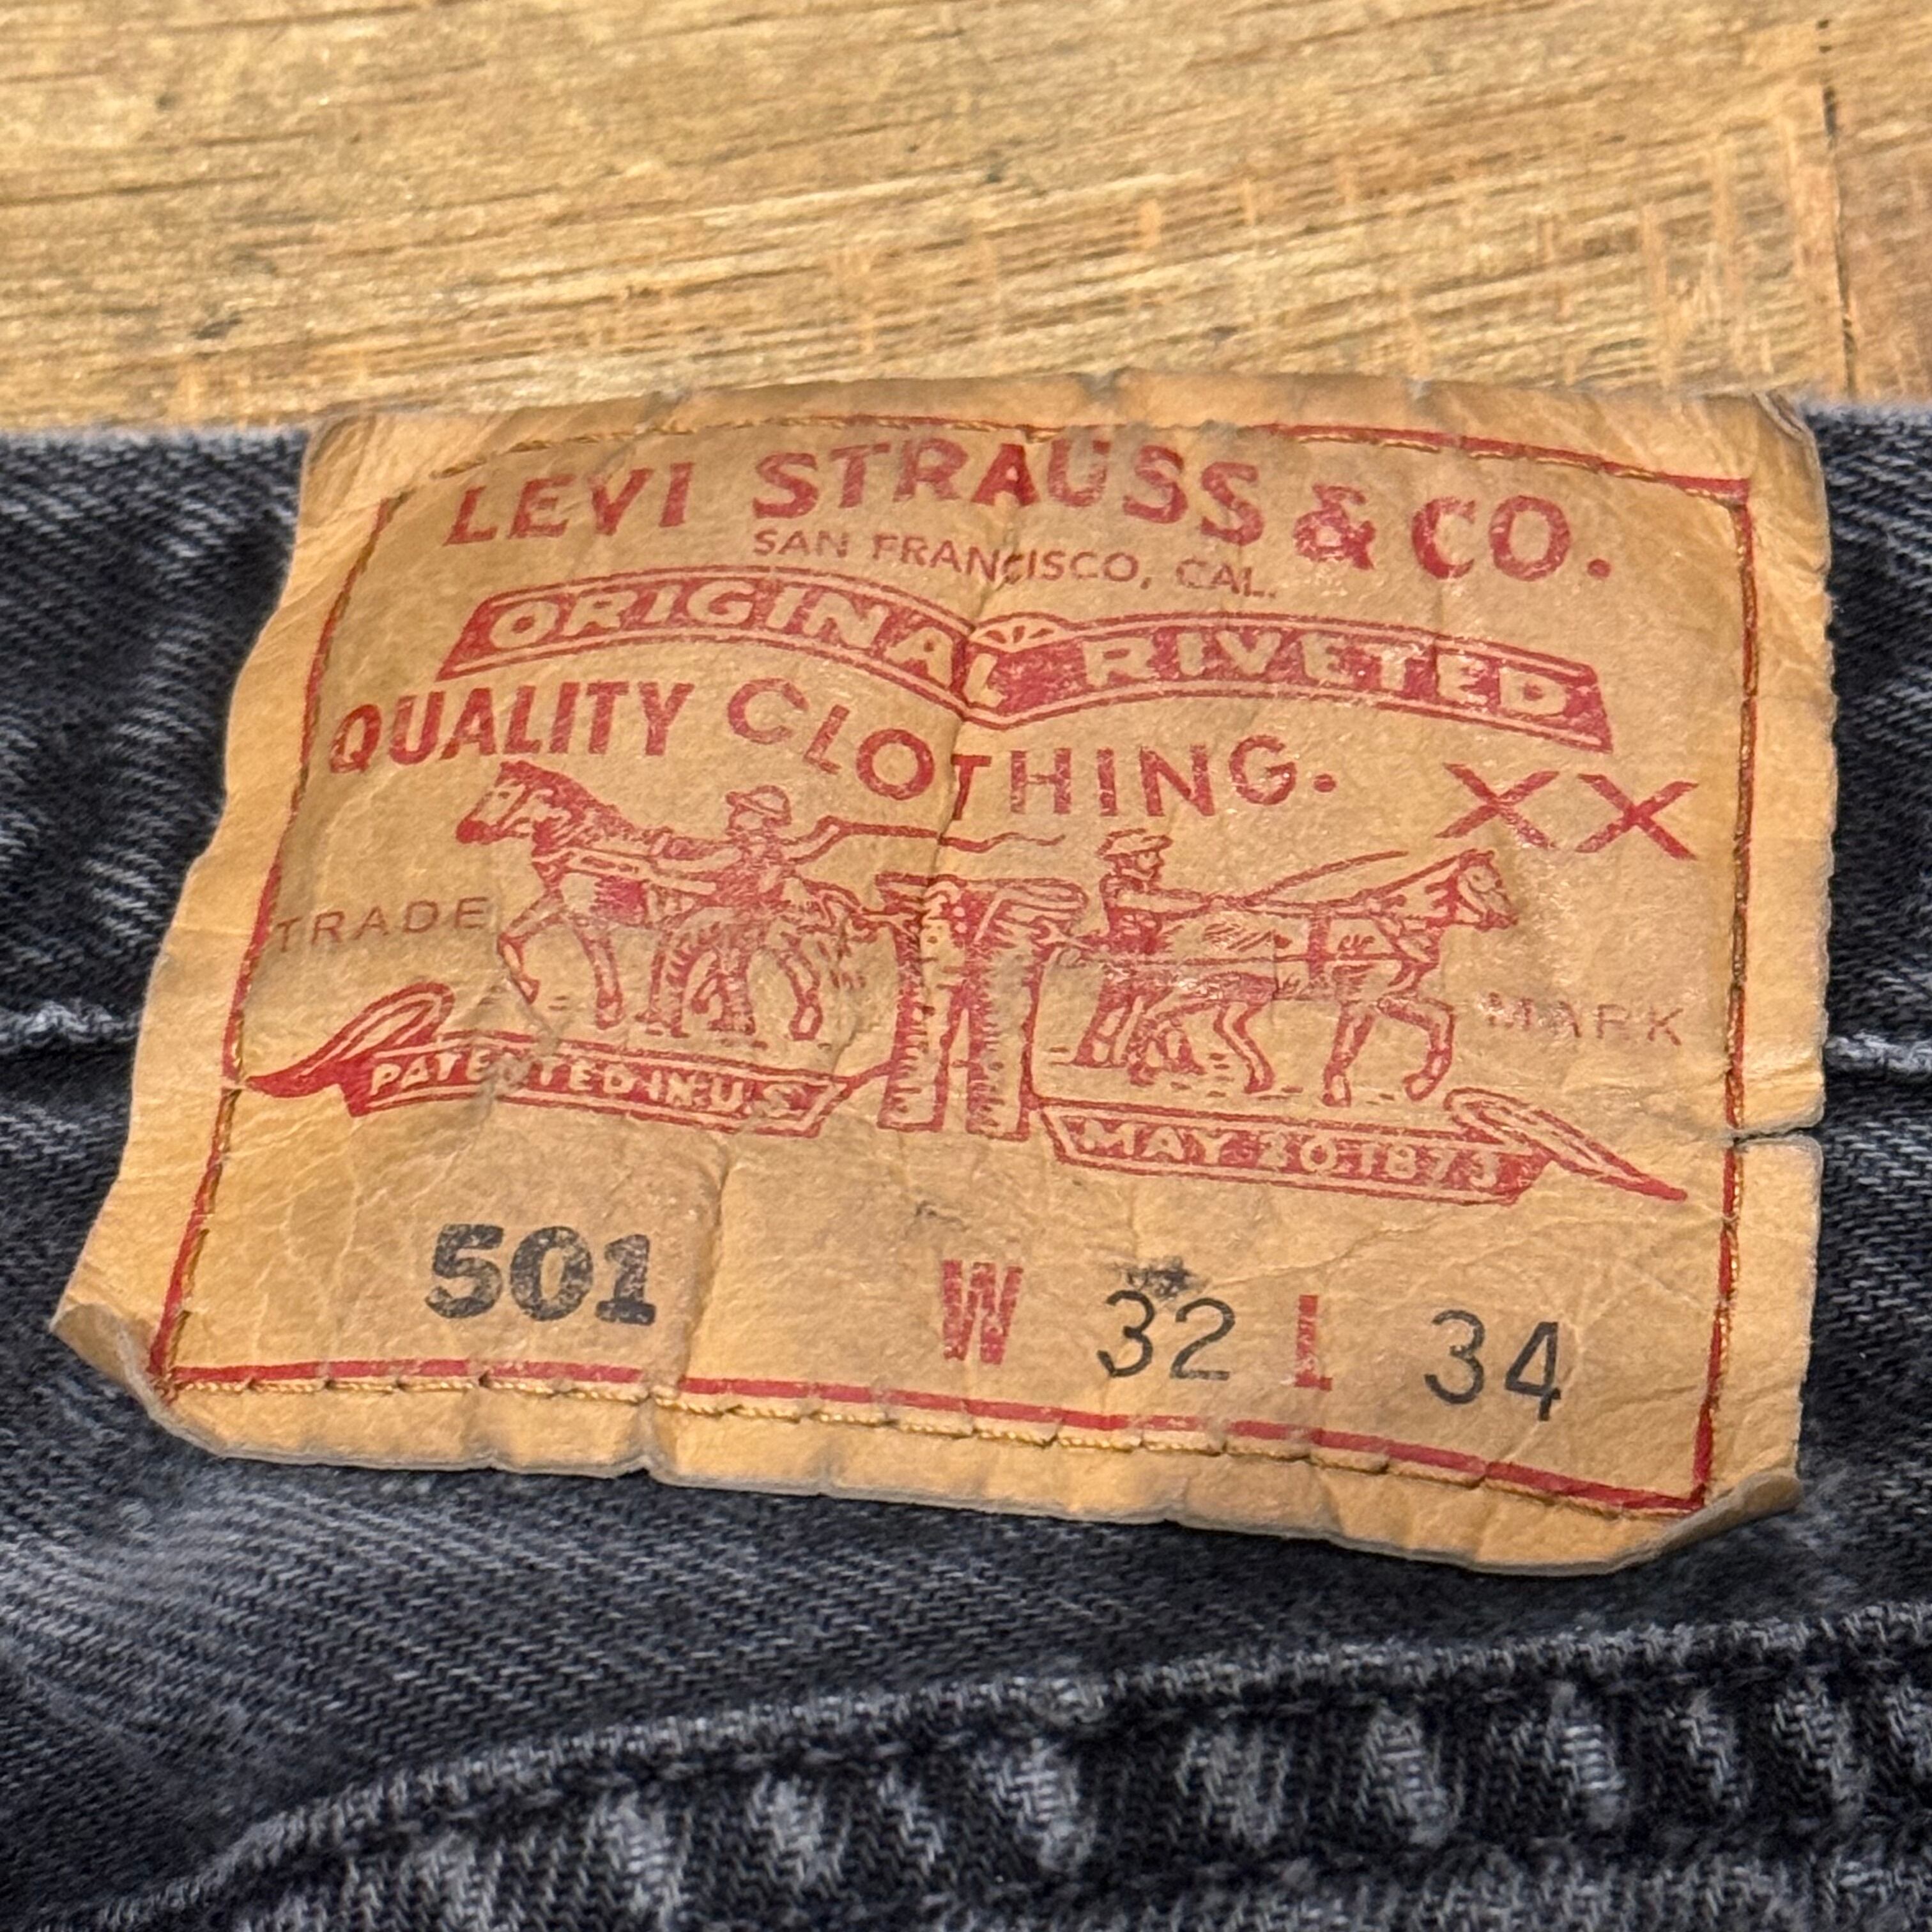 LEVI STRAUSS & CO.
SAN FRANCISCO, CAL.
ORIGINAL RIVETED
QUALITY CLOTHING.
XX
TRADE MARK
PATENTED IN U.S.
MAY 20 1873
501 W 32 L 34